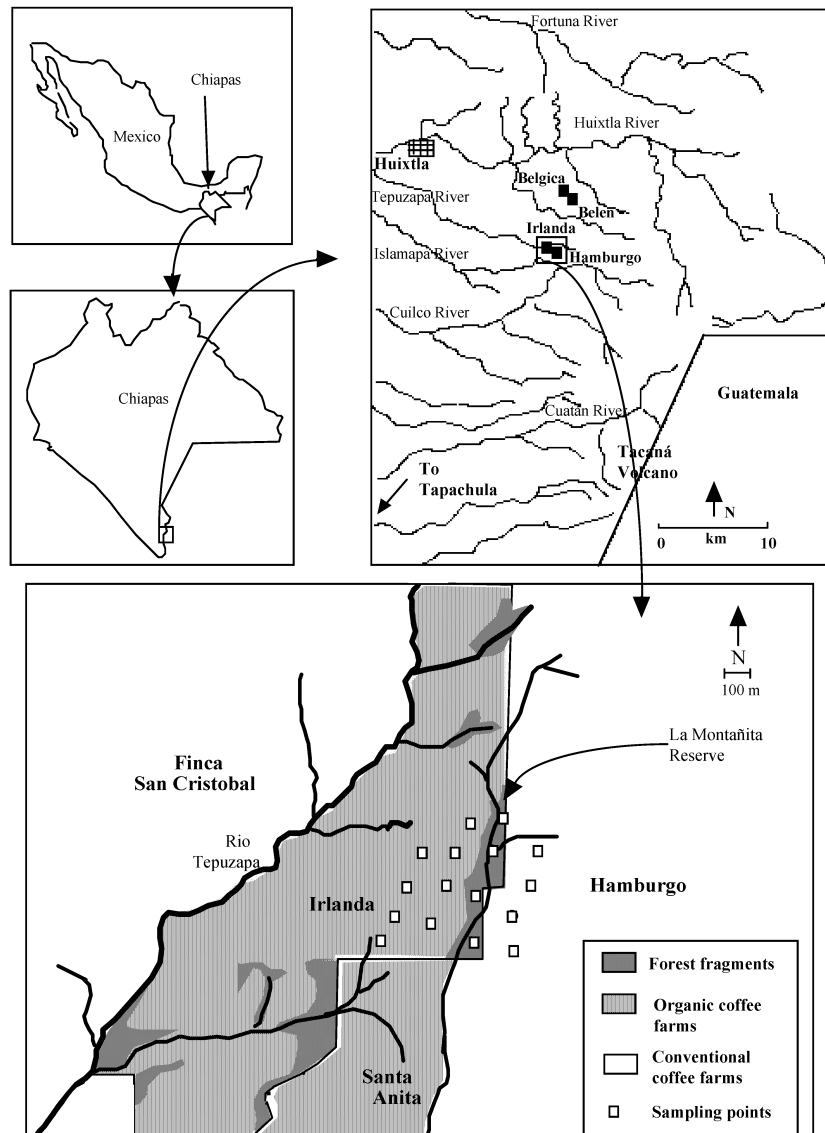 Chiapas
Mexico
Chiapas
Fortuna River
Huixtla River
Huixtla
Belgica
Tepuzapa River
Belen
Irlanda
Islamapa River
Hamburgo
Cuilco River
Guatemala
Cuatan River
Tacaná
Volcano
To
Tapachula
N
0 10
km
N
100 m
La Montañita
Reserve
Finca
San Cristobal
Rio
Tepuzapa
Irlanda
Hamburgo
Santa
Anita
Forest fragments
Organic coffee
farms
Conventional
coffee farms
Sampling points